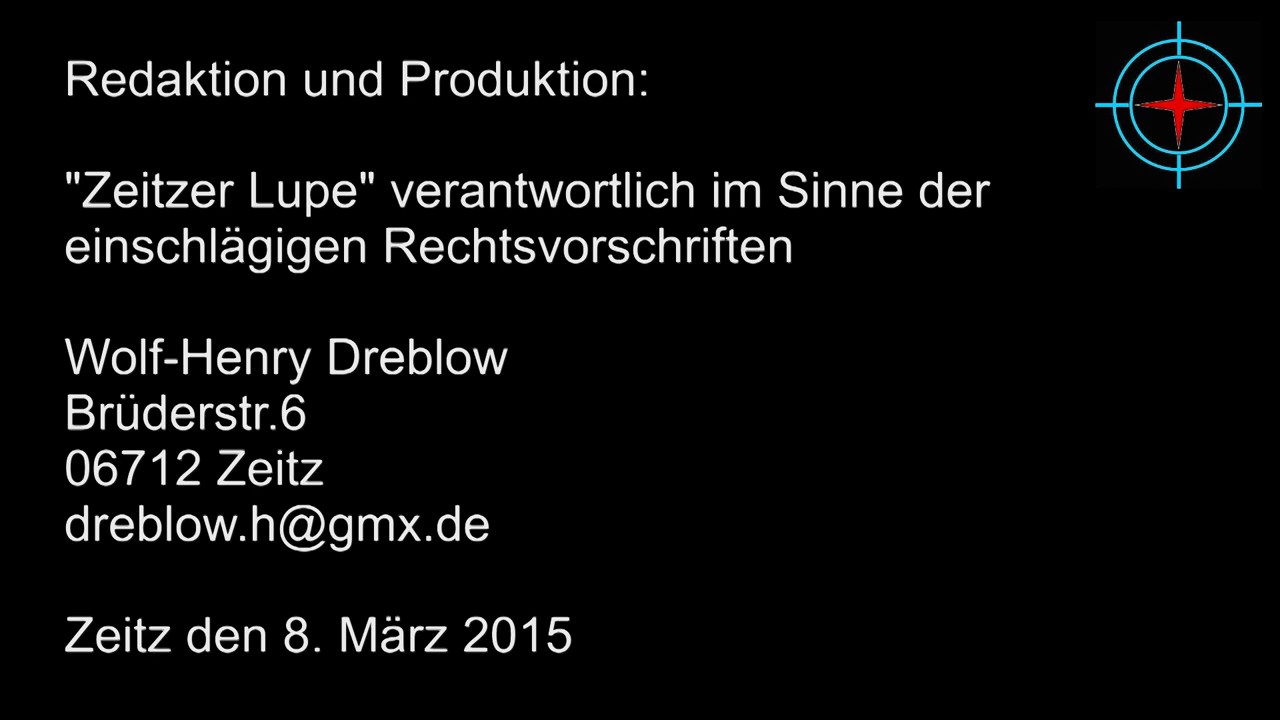 Redaktion und Produktion:
"Zeitzer Lupe" verantwortlich im Sinne der
einschlägigen Rechtsvorschriften
Wolf-Henry Dreblow
Brüderstr.6
06712 Zeitz
dreblow.h@gmx.de
Zeitz den 8. März 2015